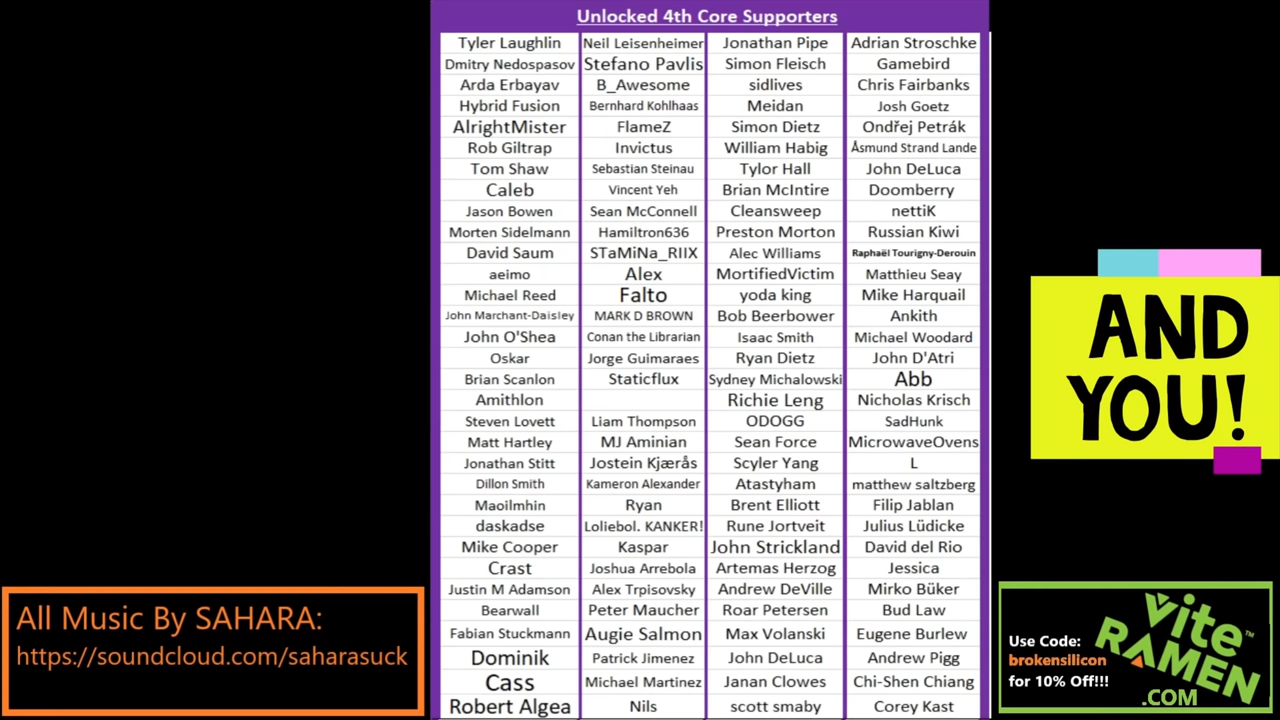 Unlocked 4th Core Supporters
Tyler Laughlin Neil Leisenheimer Jonathan Pipe Adrian Stroschke
Dmitry Nedospasov Stefano Pavlis Simon Fleisch Gamebird
Arda Erbayav B_Awesome sidlives Chris Fairbanks
Hybrid Fusion Bernhard Kohlhaas Meidan Josh Goetz
AlrightMister FlameZ Simon Dietz Ondřej Petrák
Rob Giltrap Invictus William Habig Åsmund Strand Lande
Tom Shaw Sebastian Steinau Tylor Hall John DeLuca
Caleb Vincent Yeh Brian McIntire Doomberry
Jason Bowen Sean McConnell Cleansweep nettiK
Morten Sidelmann Hamiltron636 Preston Morton Russian Kiwi
David Saum STaMiNa_RIIX Alec Williams Raphaël Tourigny-Derouin
aeimo Alex MortifiedVictim Matthieu Seay
Michael Reed Falto yoda king Mike Harquail
John Marchant-Daisley MARK D BROWN Bob Beerbower Ankith
John O'Shea Conan the Librarian Isaac Smith Michael Woodard
Oskar Jorge Guimaraes Ryan Dietz John D'Atri
Brian Scanlon Staticflux Sydney Michalowski Abb
Amithlon Richie Leng Nicholas Krisch
Steven Lovett Liam Thompson ODOGG SadHunk
Matt Hartley MJ Aminian Sean Force MicrowaveOvens
Jonathan Stitt Jostein Kjærås Scyler Yang L
Dillon Smith Kameron Alexander Atastyham matthew saltzberg
Maoilmhin Ryan Brent Elliott Filip Jablan
daskadse Loliebol. KANKER! Rune Jortveit Julius Lüdicke
Mike Cooper Kaspar John Strickland David del Rio
Crast Joshua Arrebola Artemas Herzog Jessica
Justin M Adamson Alex Trpisovsky Andrew DeVille Mirko Büker
Bearwall Peter Maucher Roar Petersen Bud Law
Fabian Stuckmann Augie Salmon Max Volanski Eugene Burlew
Dominik Patrick Jimenez John DeLuca Andrew Pigg
Cass Michael Martinez Janan Clowes Chi-Shen Chiang
Robert Algea Nils scott smaby Corey Kast
AND
YOU!
All Music By SAHARA:
https://soundcloud.com/saharasuck
Use Code:
brokensilicon
for 10% Off!!!
Vite™
RAMEN
.COM